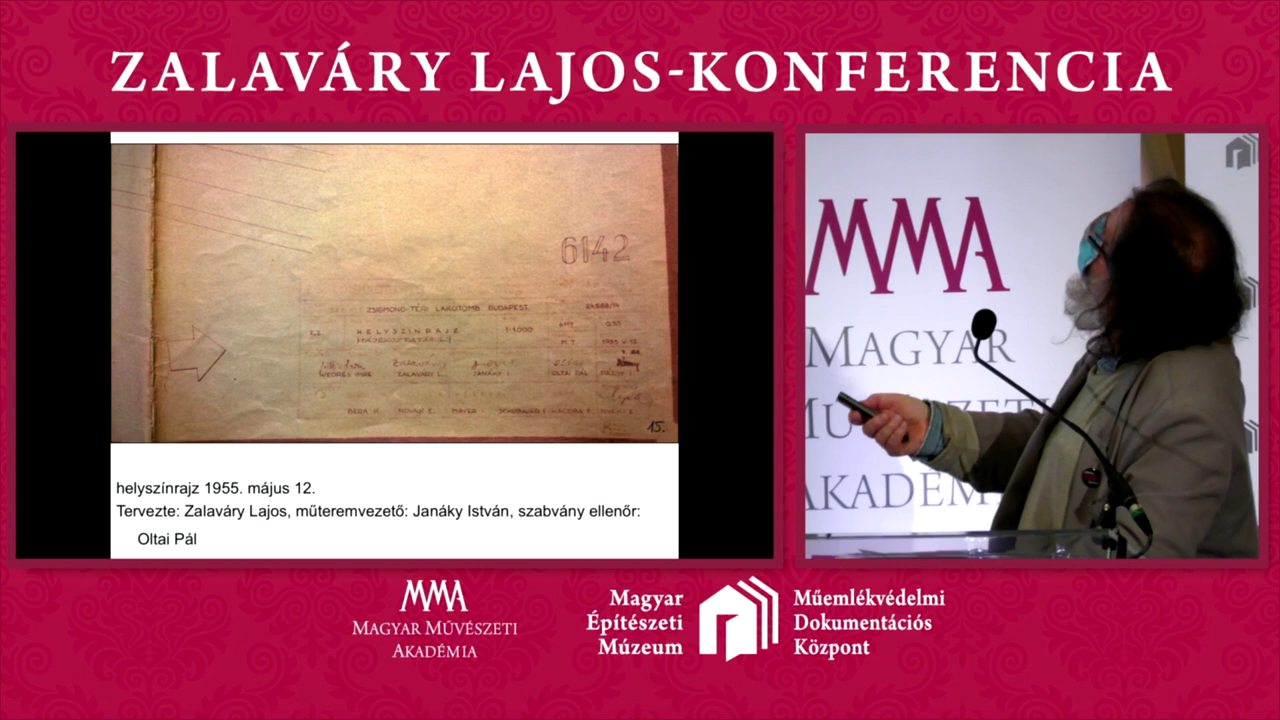 ZALAVÁRY LAJOS-KONFERENCIA
6142
ZSIGMOND-TÉRI LAKÓTÖMB BUDAPEST.
HELYSZÍNRAJZ
1:1000
ZALAVÁRY L.
JANÁKY I.
OLTAI PÁL
15.
helyszínrajz 1955. május 12.
Tervezte: Zalaváry Lajos, műteremvezető: Janáky István, szabvány ellenőr:
Oltai Pál
MMA
MAGYAR
AKADÉM
MMA
MAGYAR MŰVÉSZETI
AKADÉMIA
Magyar
Építészeti
Múzeum
Műemlékvédelmi
Dokumentációs
Központ